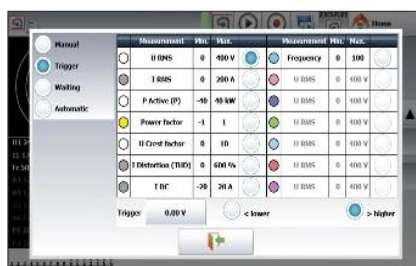 23:57:21
Home
Manual
Trigger
Waiting
Automatic
Measurement Min. Max. Measurement Min. Max.
U RMS 0 400 V Frequency 0 100
I RMS 0 200 A U RMS 0 400 V
P Active (P) -40 40 kW U RMS 0 400 V
Power factor -1 1 U RMS 0 400 V
U Crest factor 0 10 U RMS 0 400 V
I Distortion (THD) 0 600 % U RMS 0 400 V
I DC -20 20 A U RMS 0 400 V
Trigger 0.00 V < lower > higher